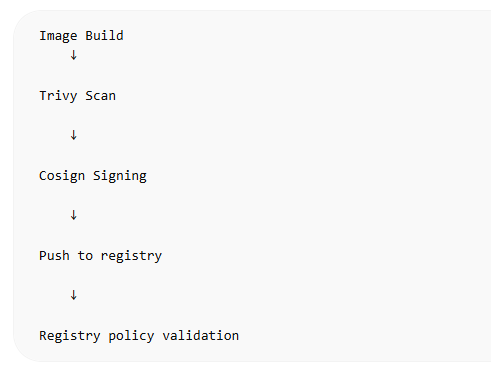 Image Build
↓
Trivy Scan
↓
Cosign Signing
↓
Push to registry
↓
Registry policy validation